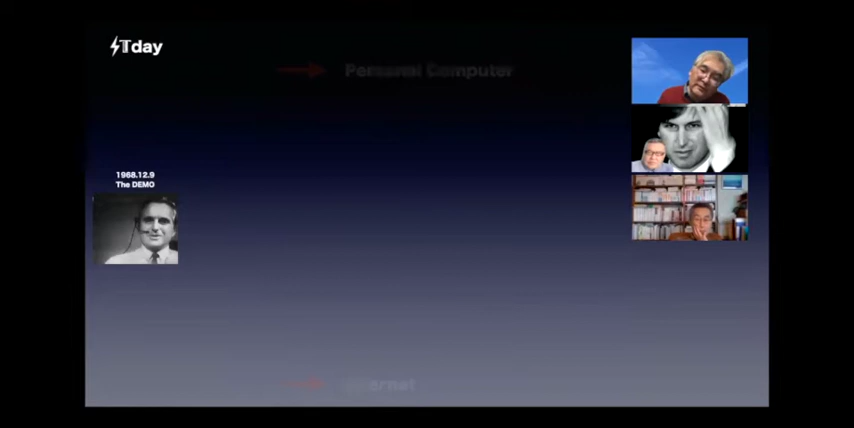 ⚡Tday
Personal Computer
1968.12.9
The DEMO